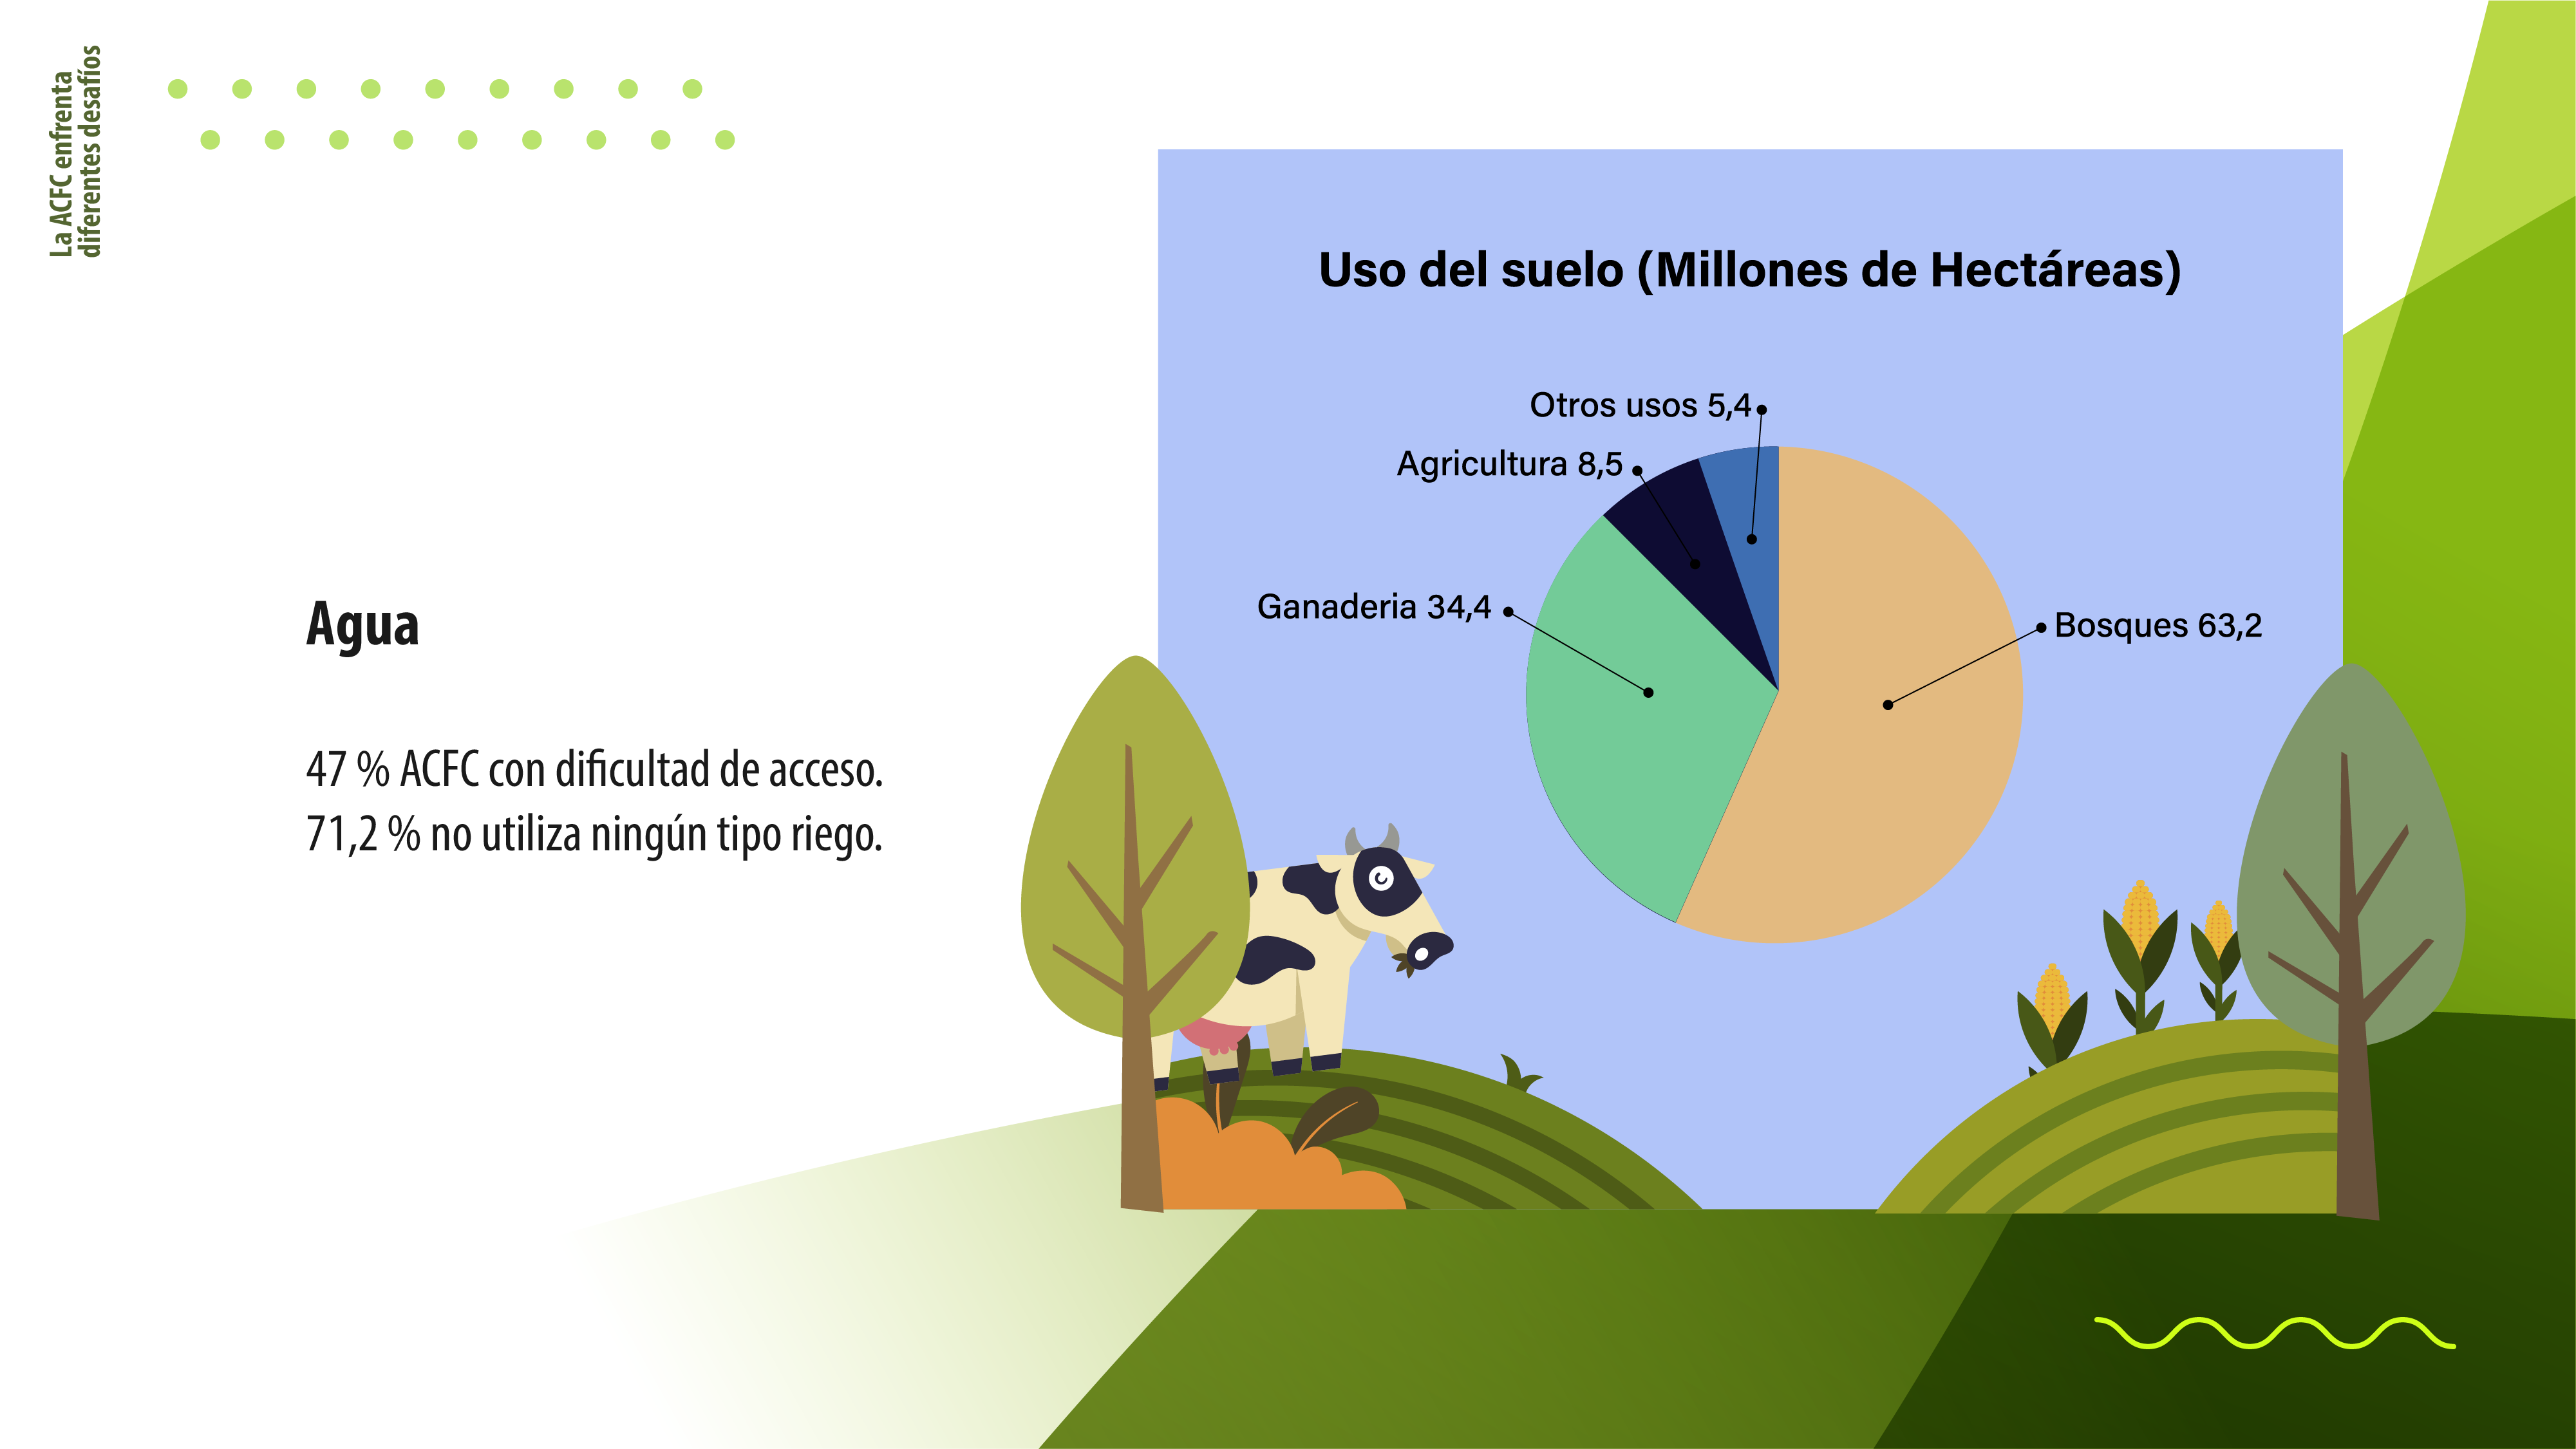 La ACFC enfrenta
diferentes desafíos
Agua
47 % ACFC con dificultad de acceso.
71,2 % no utiliza ningún tipo riego.
Uso del suelo (Millones de Hectáreas)
Otros usos 5,4
Agricultura 8,5
Ganaderia 34,4
Bosques 63,2